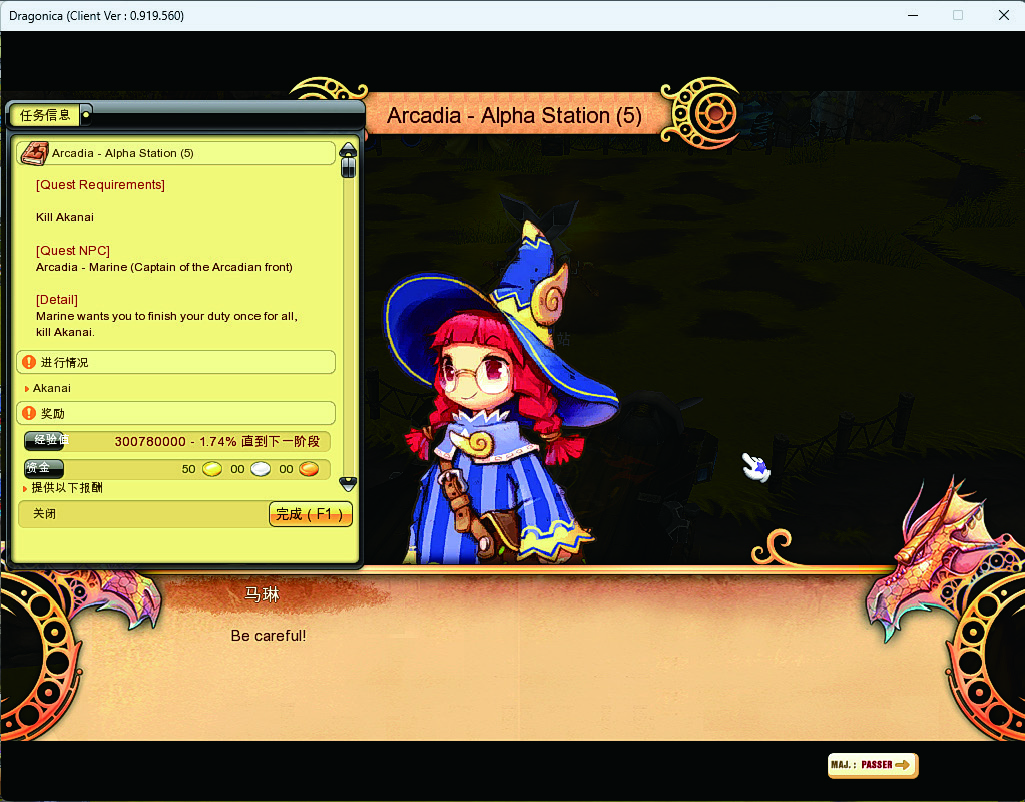 Dragonica (Client Ver : 0.919.560)
Arcadia - Alpha Station (5)
任务信息
Arcadia - Alpha Station (5)
[Quest Requirements]
Kill Akanai
[Quest NPC]
Arcadia - Marine (Captain of the Arcadian front)
[Detail]
Marine wants you to finish your duty once for all,
kill Akanai.
进行情况
Akanai
奖励
经验值 300780000 - 1.74% 直到下一阶段
资金 50 00 00
提供以下报酬
关闭 完成 ( F1 )
马琳
Be careful!
MAJ. : PASSER